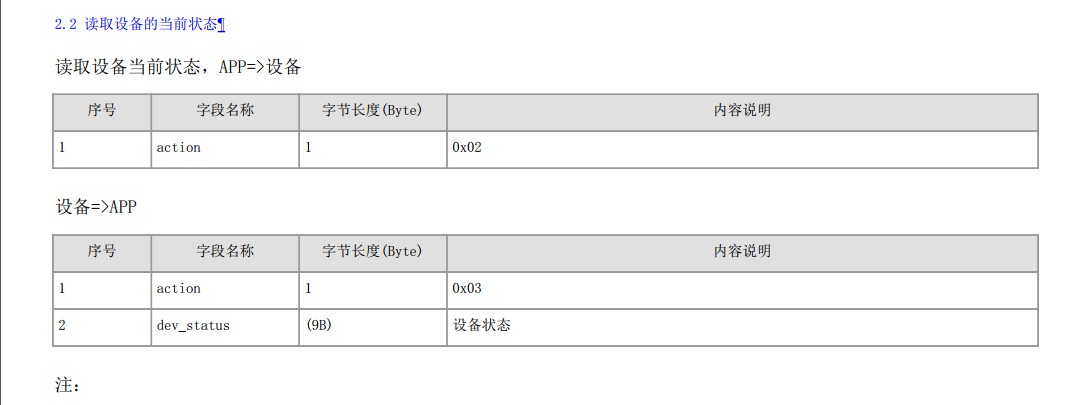 2.2 读取设备的当前状态¶
读取设备当前状态，APP=>设备
序号 字段名称 字节长度(Byte) 内容说明
1 action 1 0x02
设备=>APP
序号 字段名称 字节长度(Byte) 内容说明
1 action 1 0x03
2 dev_status (9B) 设备状态
注：